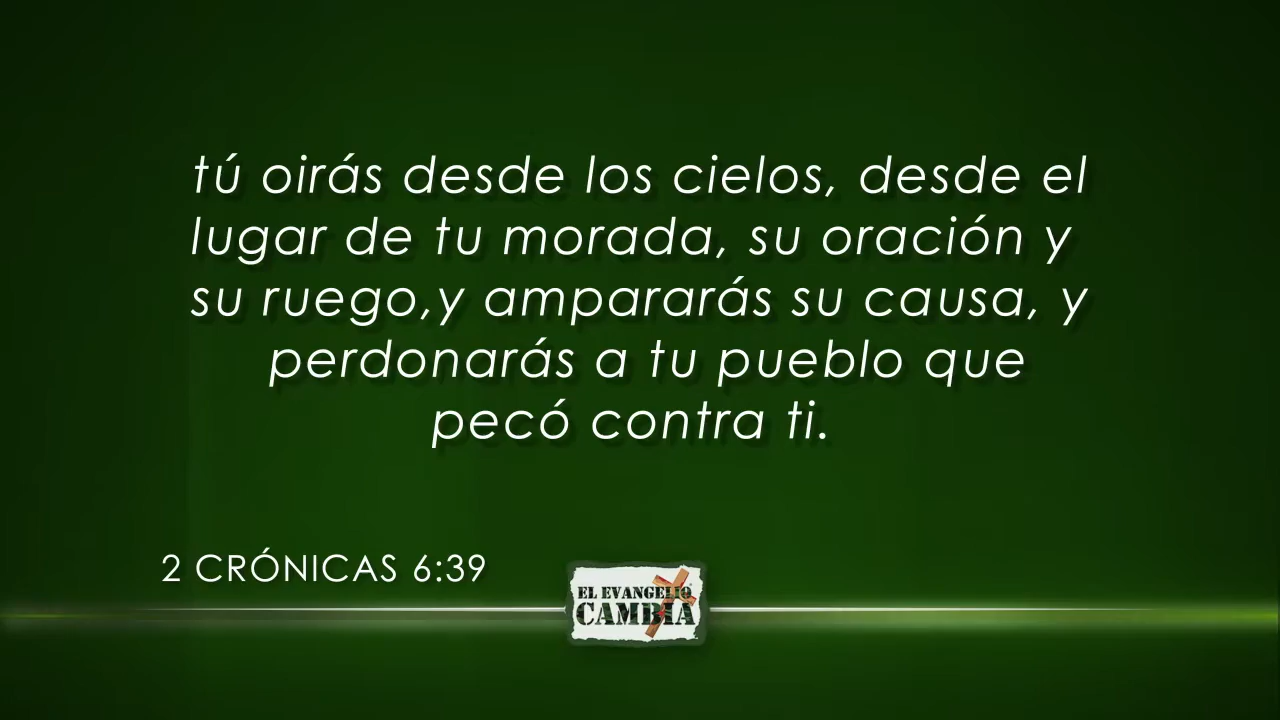 tú oirás desde los cielos, desde el
lugar de tu morada, su oración y
su ruego,y ampararás su causa, y
perdonarás a tu pueblo que
pecó contra ti.
2 CRÓNICAS 6:39
EL EVANGELIO
CAMBIA